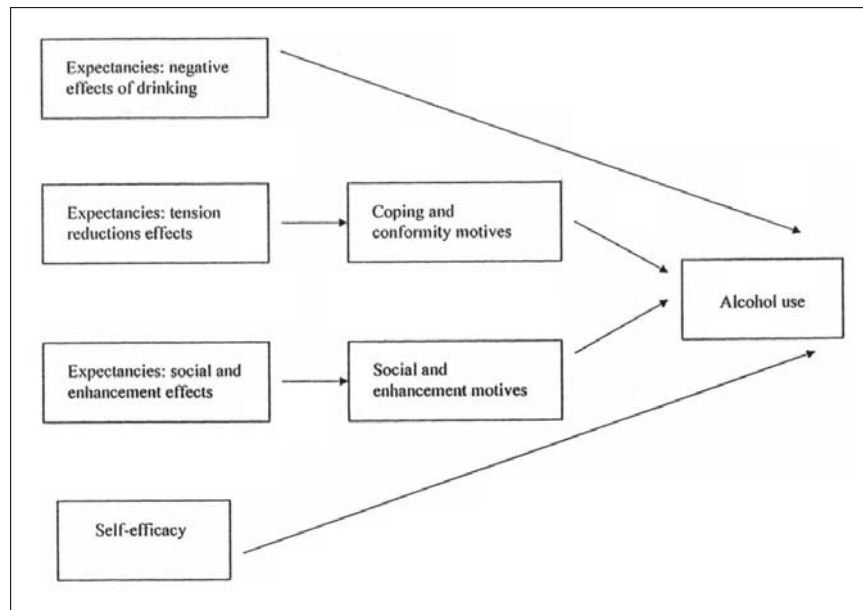 Expectancies: negative
effects of drinking
Expectancies: tension
reductions effects
Coping and
conformity motives
Alcohol use
Expectancies: social and
enhancement effects
Social and
enhancement motives
Self-efficacy